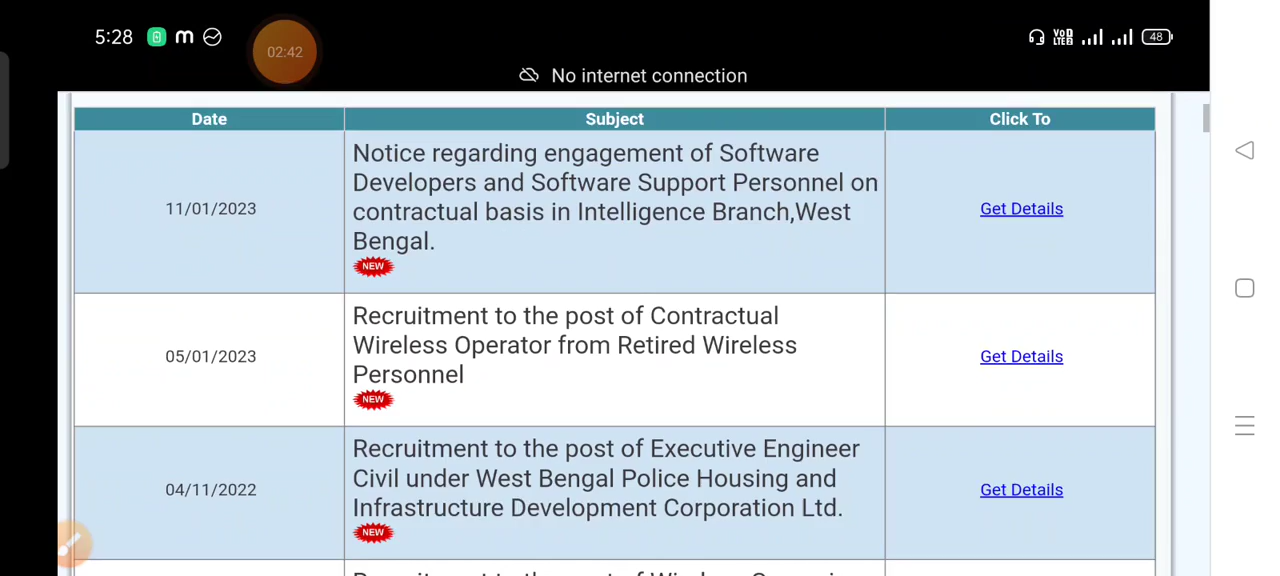 5:28 m 02:42 VoD LTE2 48
No internet connection
Date Subject Click To
11/01/2023
Notice regarding engagement of Software
Developers and Software Support Personnel on
contractual basis in Intelligence Branch,West
Bengal.
NEW
Get Details
05/01/2023
Recruitment to the post of Contractual
Wireless Operator from Retired Wireless
Personnel
NEW
Get Details
04/11/2022
Recruitment to the post of Executive Engineer
Civil under West Bengal Police Housing and
Infrastructure Development Corporation Ltd.
NEW
Get Details